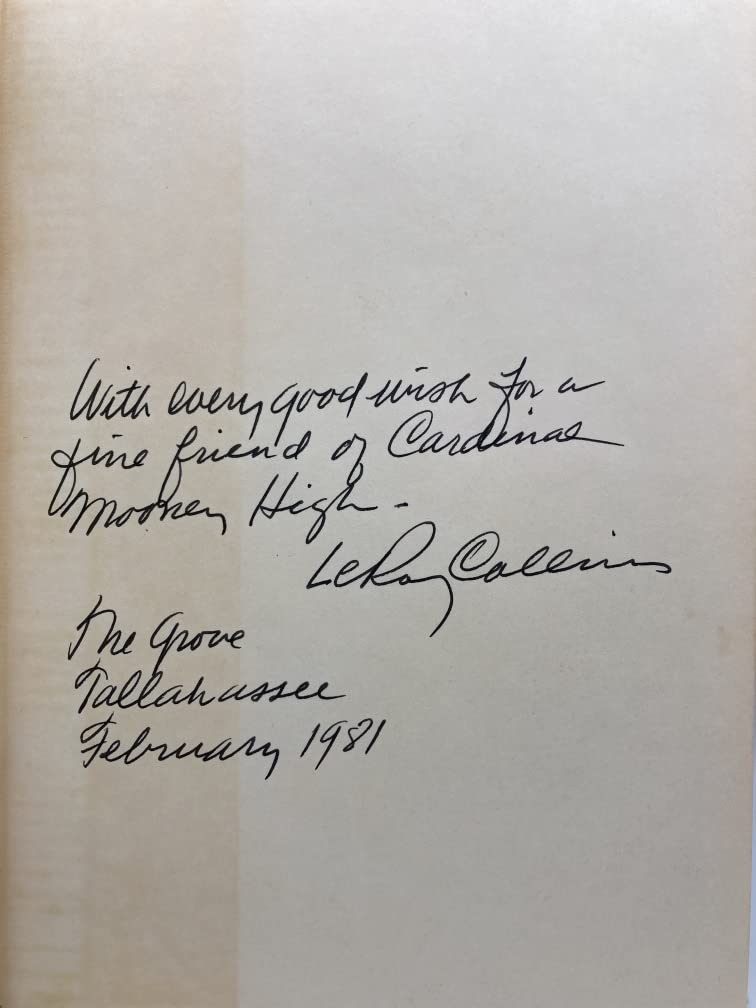 With every good wish for a
fine friend of Cardinal
Mooney High -
LeRoy Collins
The Grove
Tallahassee
February 1981